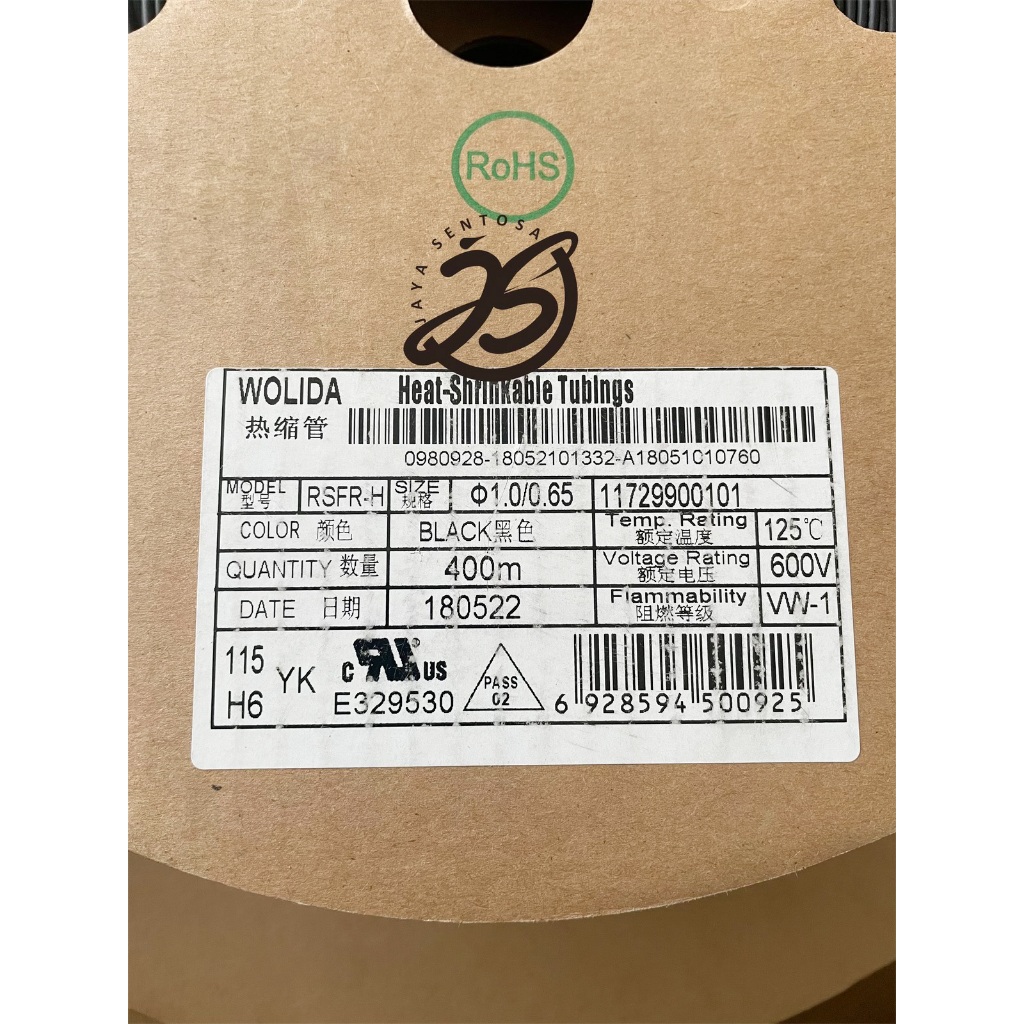 RoHS
JAYA SENTOSA
JS
WOLIDA Heat-Shrinkable Tubings
热缩管
0980928-18052101332-A18051010760
MODEL 型号 RSFR-H SIZE 规格 Φ1.0/0.65 11729900101
COLOR 颜色 BLACK黑色 Temp. Rating 额定温度 125℃
QUANTITY 数量 400m Voltage Rating 额定电压 600V
DATE 日期 180522 Flammability 阻燃等级 VW-1
115 YK
H6
c UL ® US
E329530
PASS
02
6 928594 500925